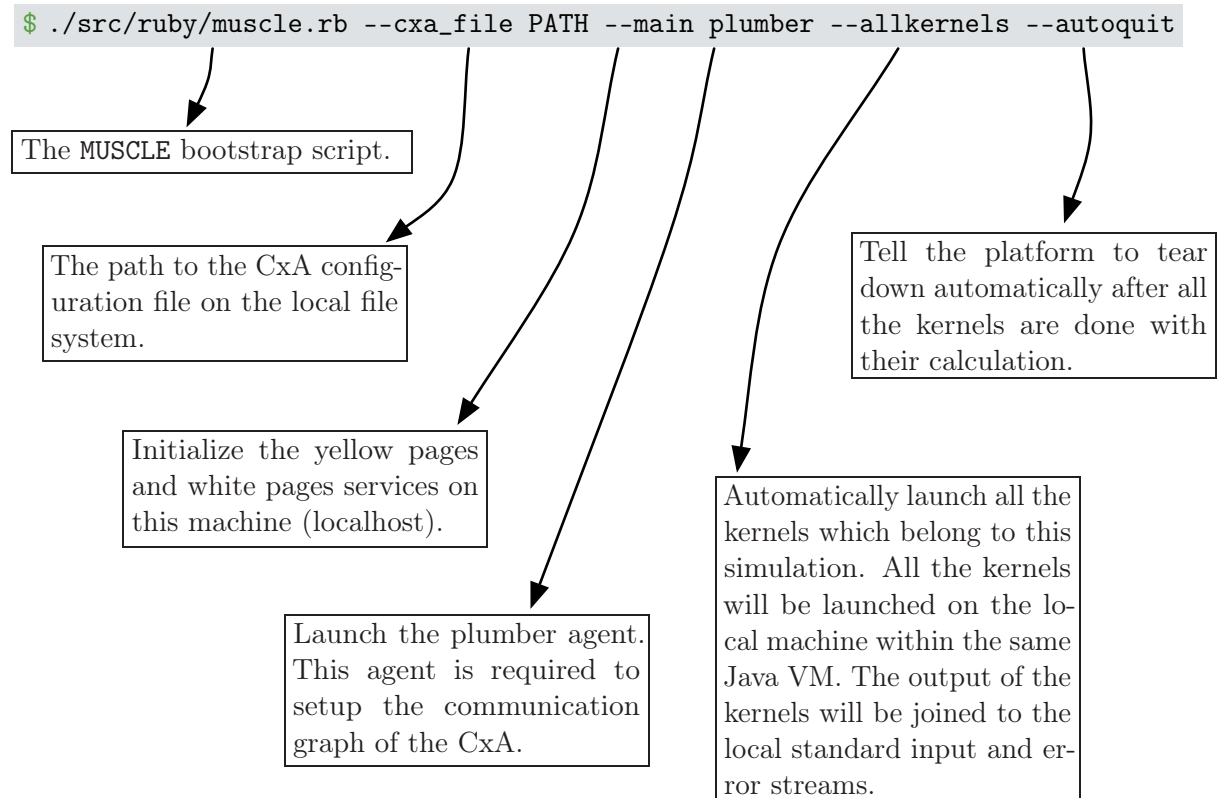 $ ./src/ruby/muscle.rb --cxa_file PATH --main plumber --allkernels --autoquit
The MUSCLE bootstrap script.
The path to the CxA config-
uration file on the local file
system.
Tell the platform to tear
down automatically after all
the kernels are done with
their calculation.
Initialize the yellow pages
and white pages services on
this machine (localhost).
Automatically launch all the
kernels which belong to this
simulation. All the kernels
will be launched on the lo-
cal machine within the same
Java VM. The output of the
kernels will be joined to the
local standard input and er-
ror streams.
Launch the plumber agent.
This agent is required to
setup the communication
graph of the CxA.